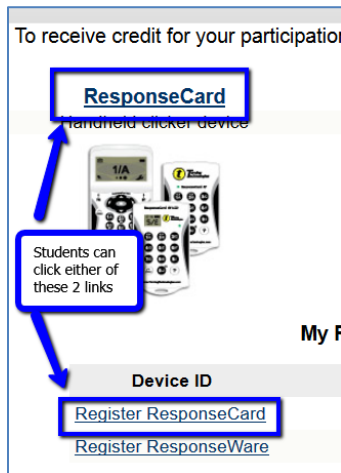 To receive credit for your participation
ResponseCard
Handheld clicker device
1/A
Students can
click either of
these 2 links
My
Device ID
Register ResponseCard
Register ResponseWare